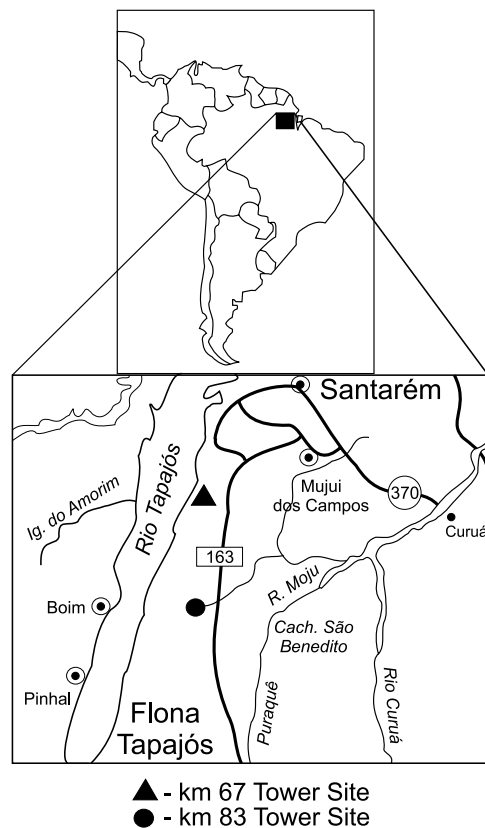 Santarém
Rio Tapajós
Ig. do Amorim
Mujui
dos Campos
370
Curuá
163
R. Moju
Boim
Cach. São
Benedito
Pinhal
Puraquê
Rio Curuá
Flona
Tapajós
- km 67 Tower Site
- km 83 Tower Site